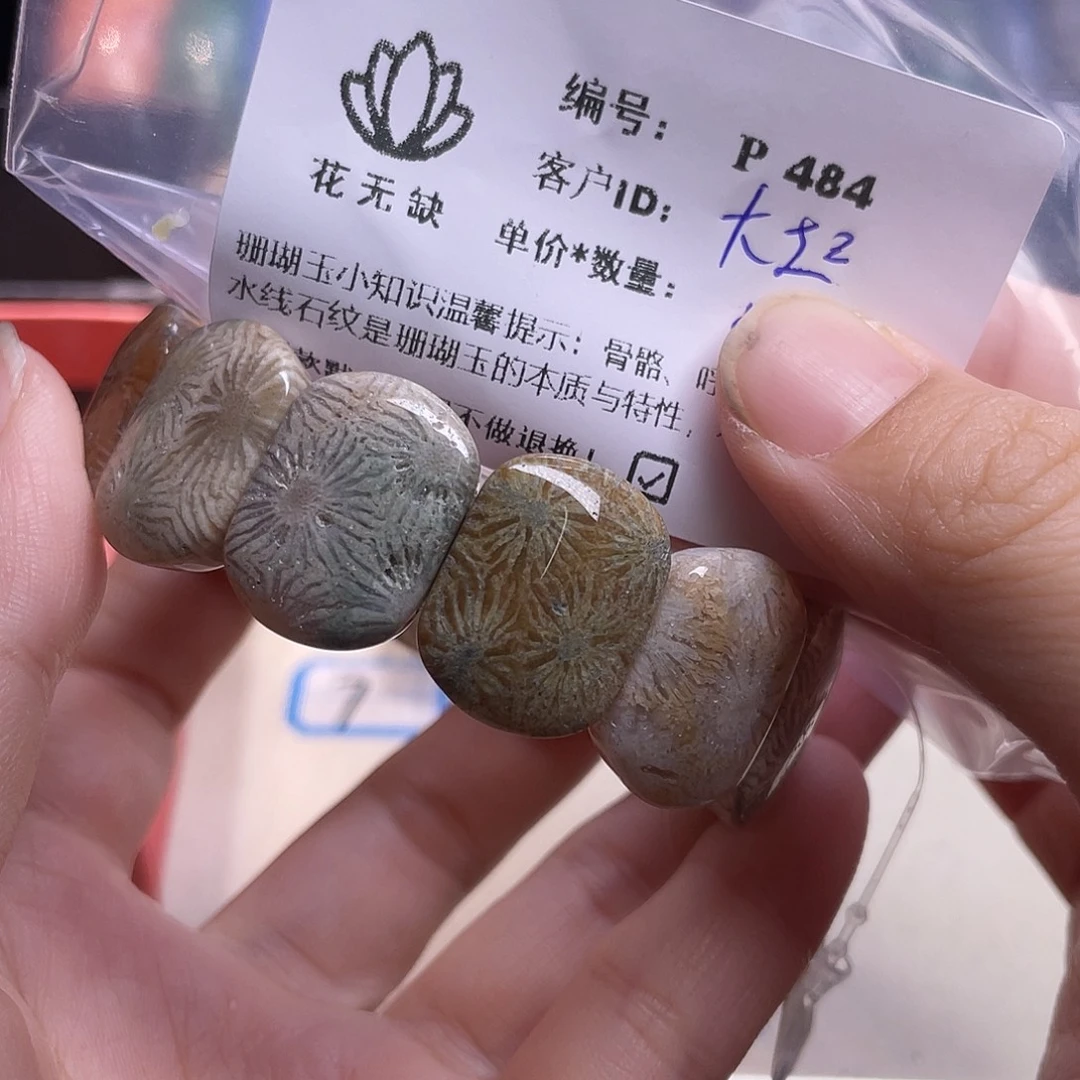 花无缺
编号: P 484
客户ID:
单价*数量:
珊瑚玉小知识温馨提示: 骨骼、
水线石纹是珊瑚玉的本质与特性,
不做退换!
7